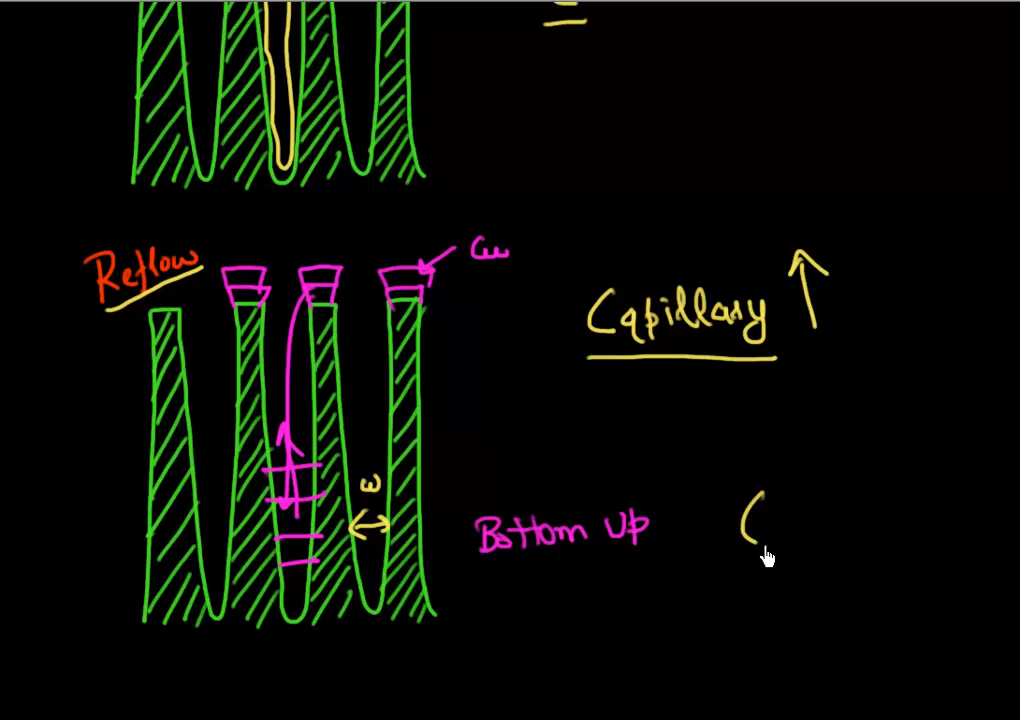 Reflow
Cu
Capillary
ω
Bottom Up